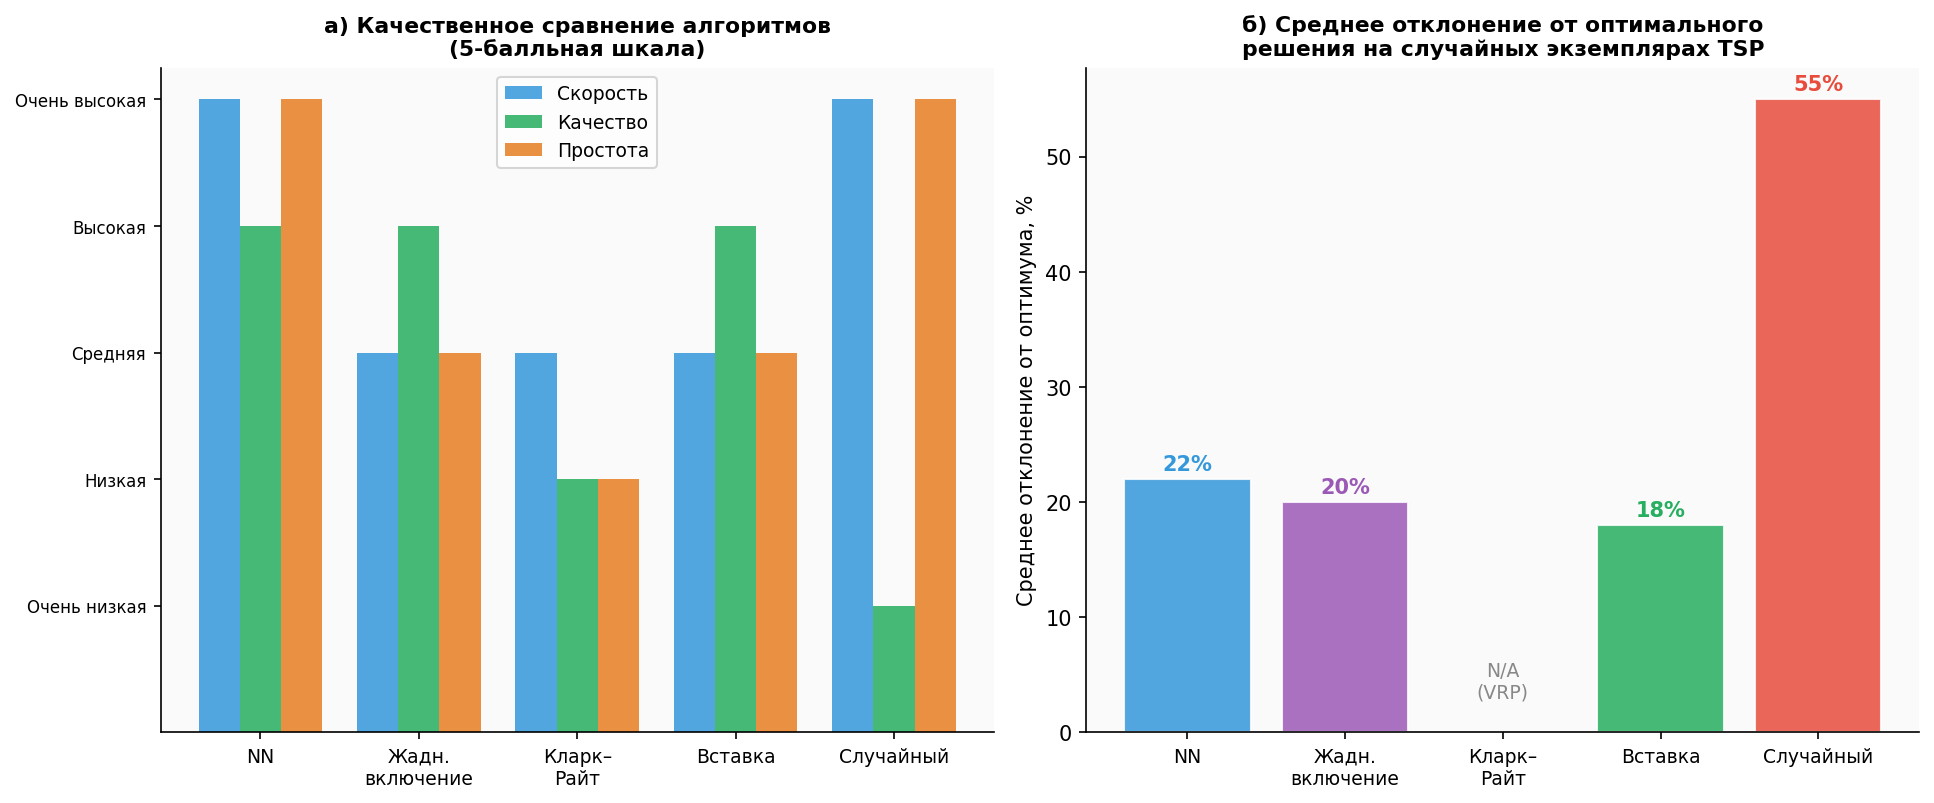 а) Качественное сравнение алгоритмов
(5-балльная шкала)
Очень высокая
Высокая
Средняя
Низкая
Очень низкая
Скорость
Качество
Простота
NN
Жадн.
включение
Кларк–
Райт
Вставка
Случайный
б) Среднее отклонение от оптимального
решения на случайных экземплярах TSP
Среднее отклонение от оптимума, %
50
40
30
20
10
0
22%
20%
N/A
(VRP)
18%
55%
NN
Жадн.
включение
Кларк–
Райт
Вставка
Случайный